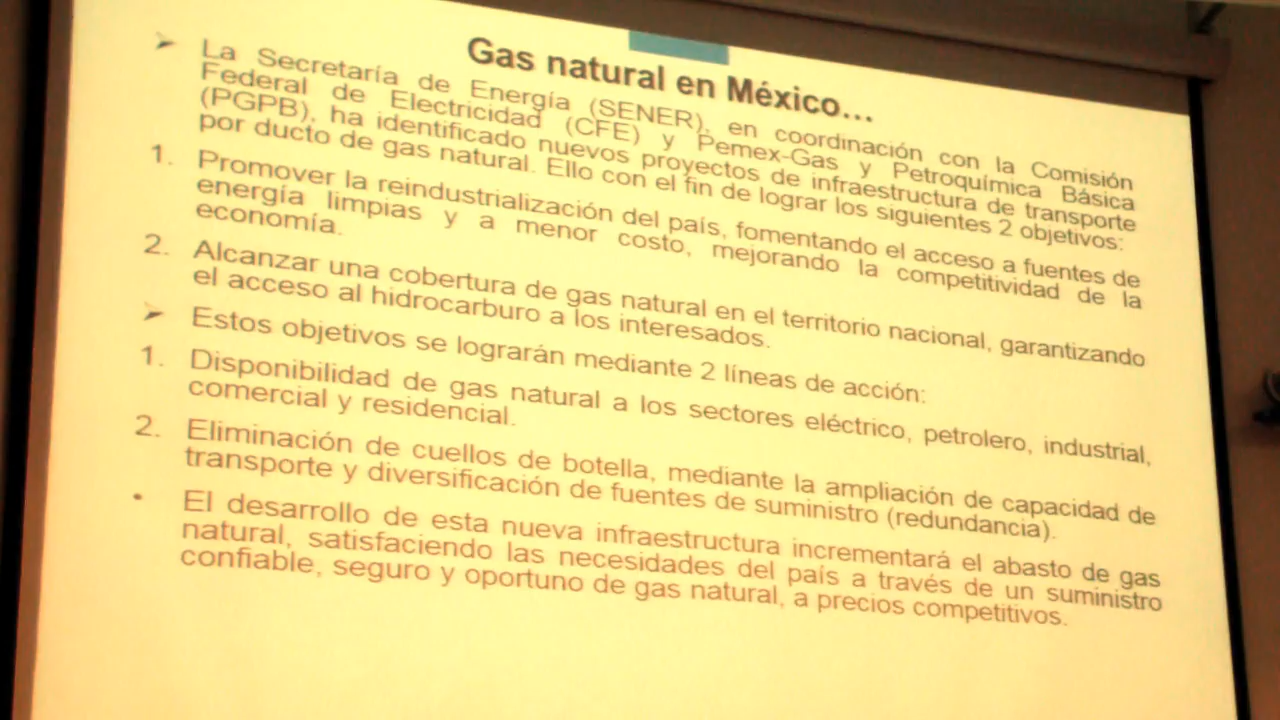 Gas natural en México...
➢ La Secretaría de Energía (SENER), en coordinación con la Comisión
Federal de Electricidad (CFE) y Pemex-Gas y Petroquímica Básica
(PGPB), ha identificado nuevos proyectos de infraestructura de transporte
por ducto de gas natural. Ello con el fin de lograr los siguientes 2 objetivos:
1. Promover la reindustrialización del país, fomentando el acceso a fuentes de
energía limpias y a menor costo, mejorando la competitividad de la
economía.
2. Alcanzar una cobertura de gas natural en el territorio nacional, garantizando
el acceso al hidrocarburo a los interesados.
➢ Estos objetivos se lograrán mediante 2 líneas de acción:
1. Disponibilidad de gas natural a los sectores eléctrico, petrolero, industrial,
comercial y residencial.
2. Eliminación de cuellos de botella, mediante la ampliación de capacidad de
transporte y diversificación de fuentes de suministro (redundancia).
• El desarrollo de esta nueva infraestructura incrementará el abasto de gas
natural, satisfaciendo las necesidades del país a través de un suministro
confiable, seguro y oportuno de gas natural, a precios competitivos.